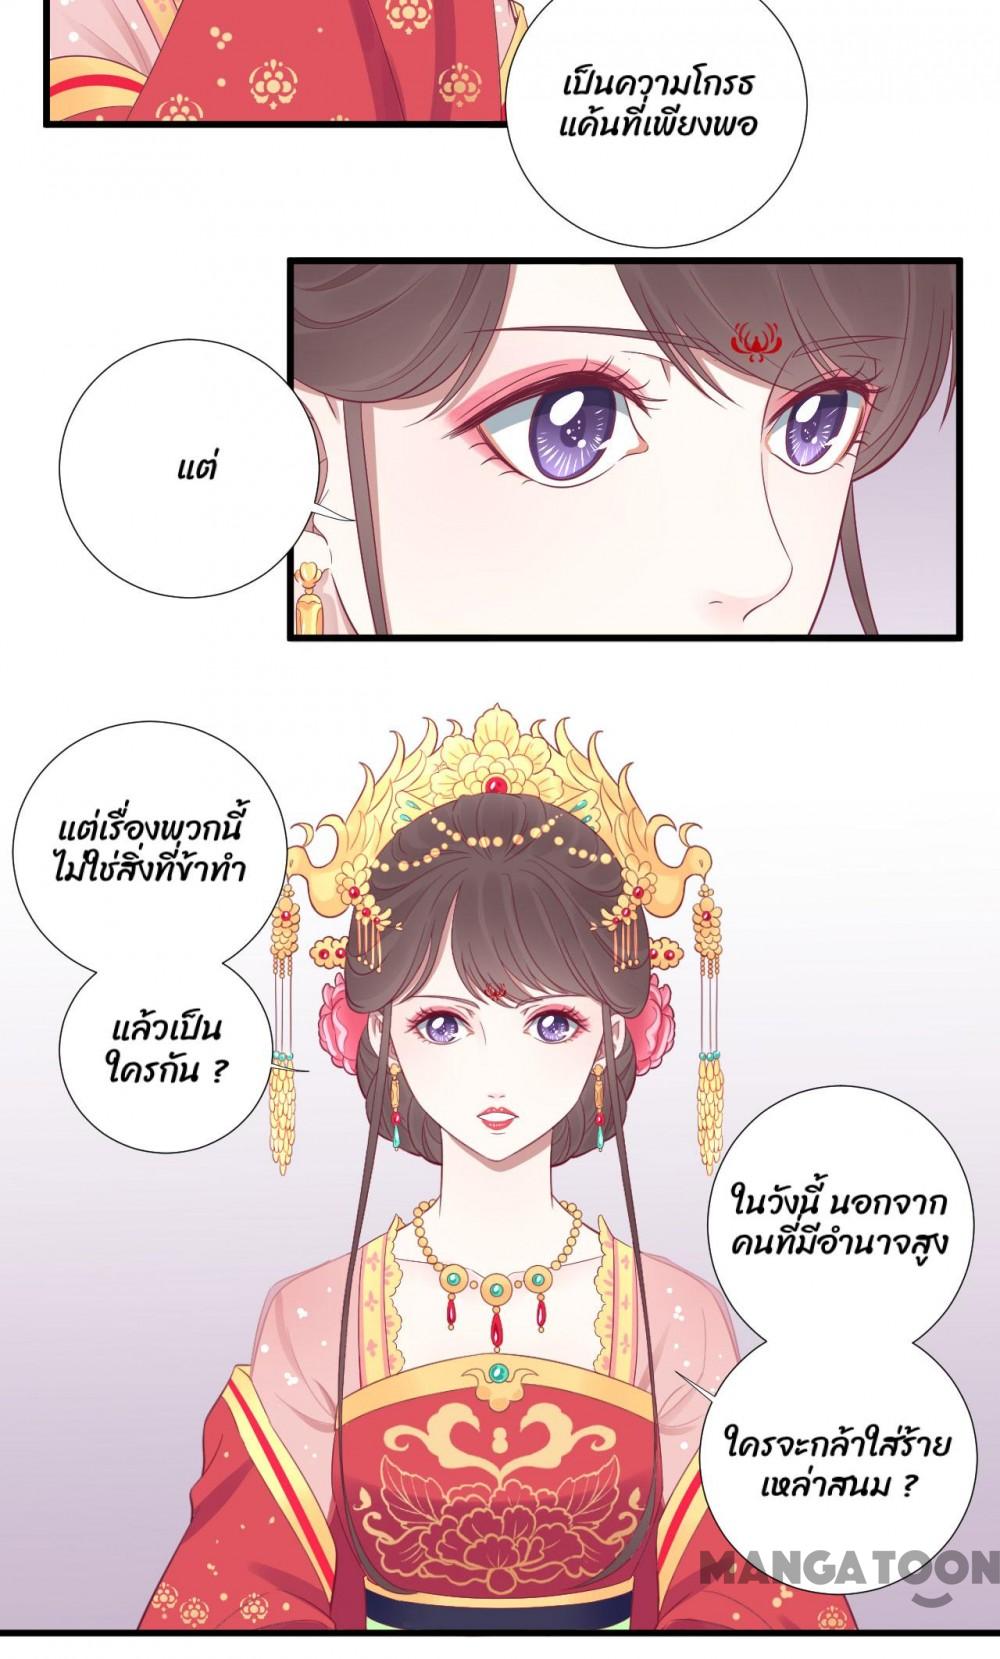 เป็นความโกรธ
แค้นที่เพียงพอ
แต่
แต่เรื่องพวกนี้
ไม่ใช่สิ่งที่ข้าทำ
แล้วเป็น
ใครกัน ?
ในวังนี้ นอกจาก
คนที่มีอำนาจสูง
ใครจะกล้าใส่ร้าย
เหล่าสนม ?
MANGATOON